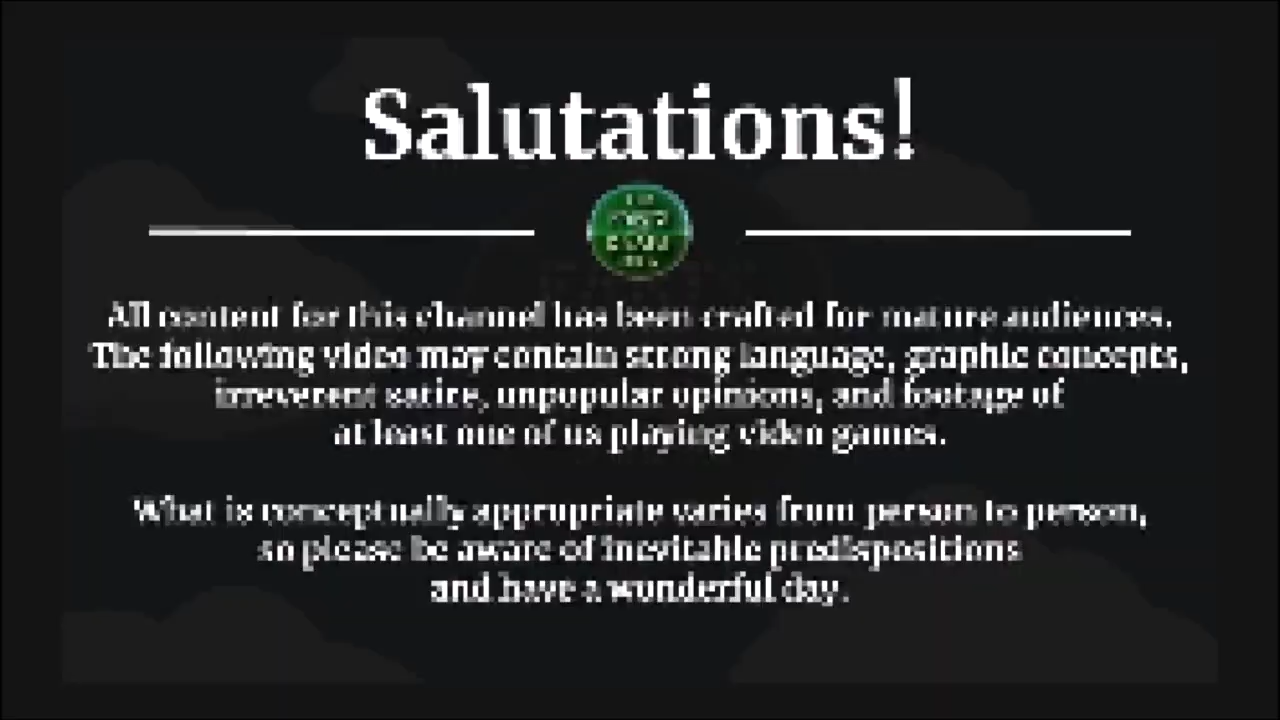 Salutations!
All content for this channel has been crafted for mature audiences.
The following video may contain strong language, graphic concepts,
irreverent satire, unpopular opinions, and footage of
at least one of us playing video games.
What is conceptually appropriate varies from person to person,
so please be aware of inevitable predispositions
and have a wonderful day.